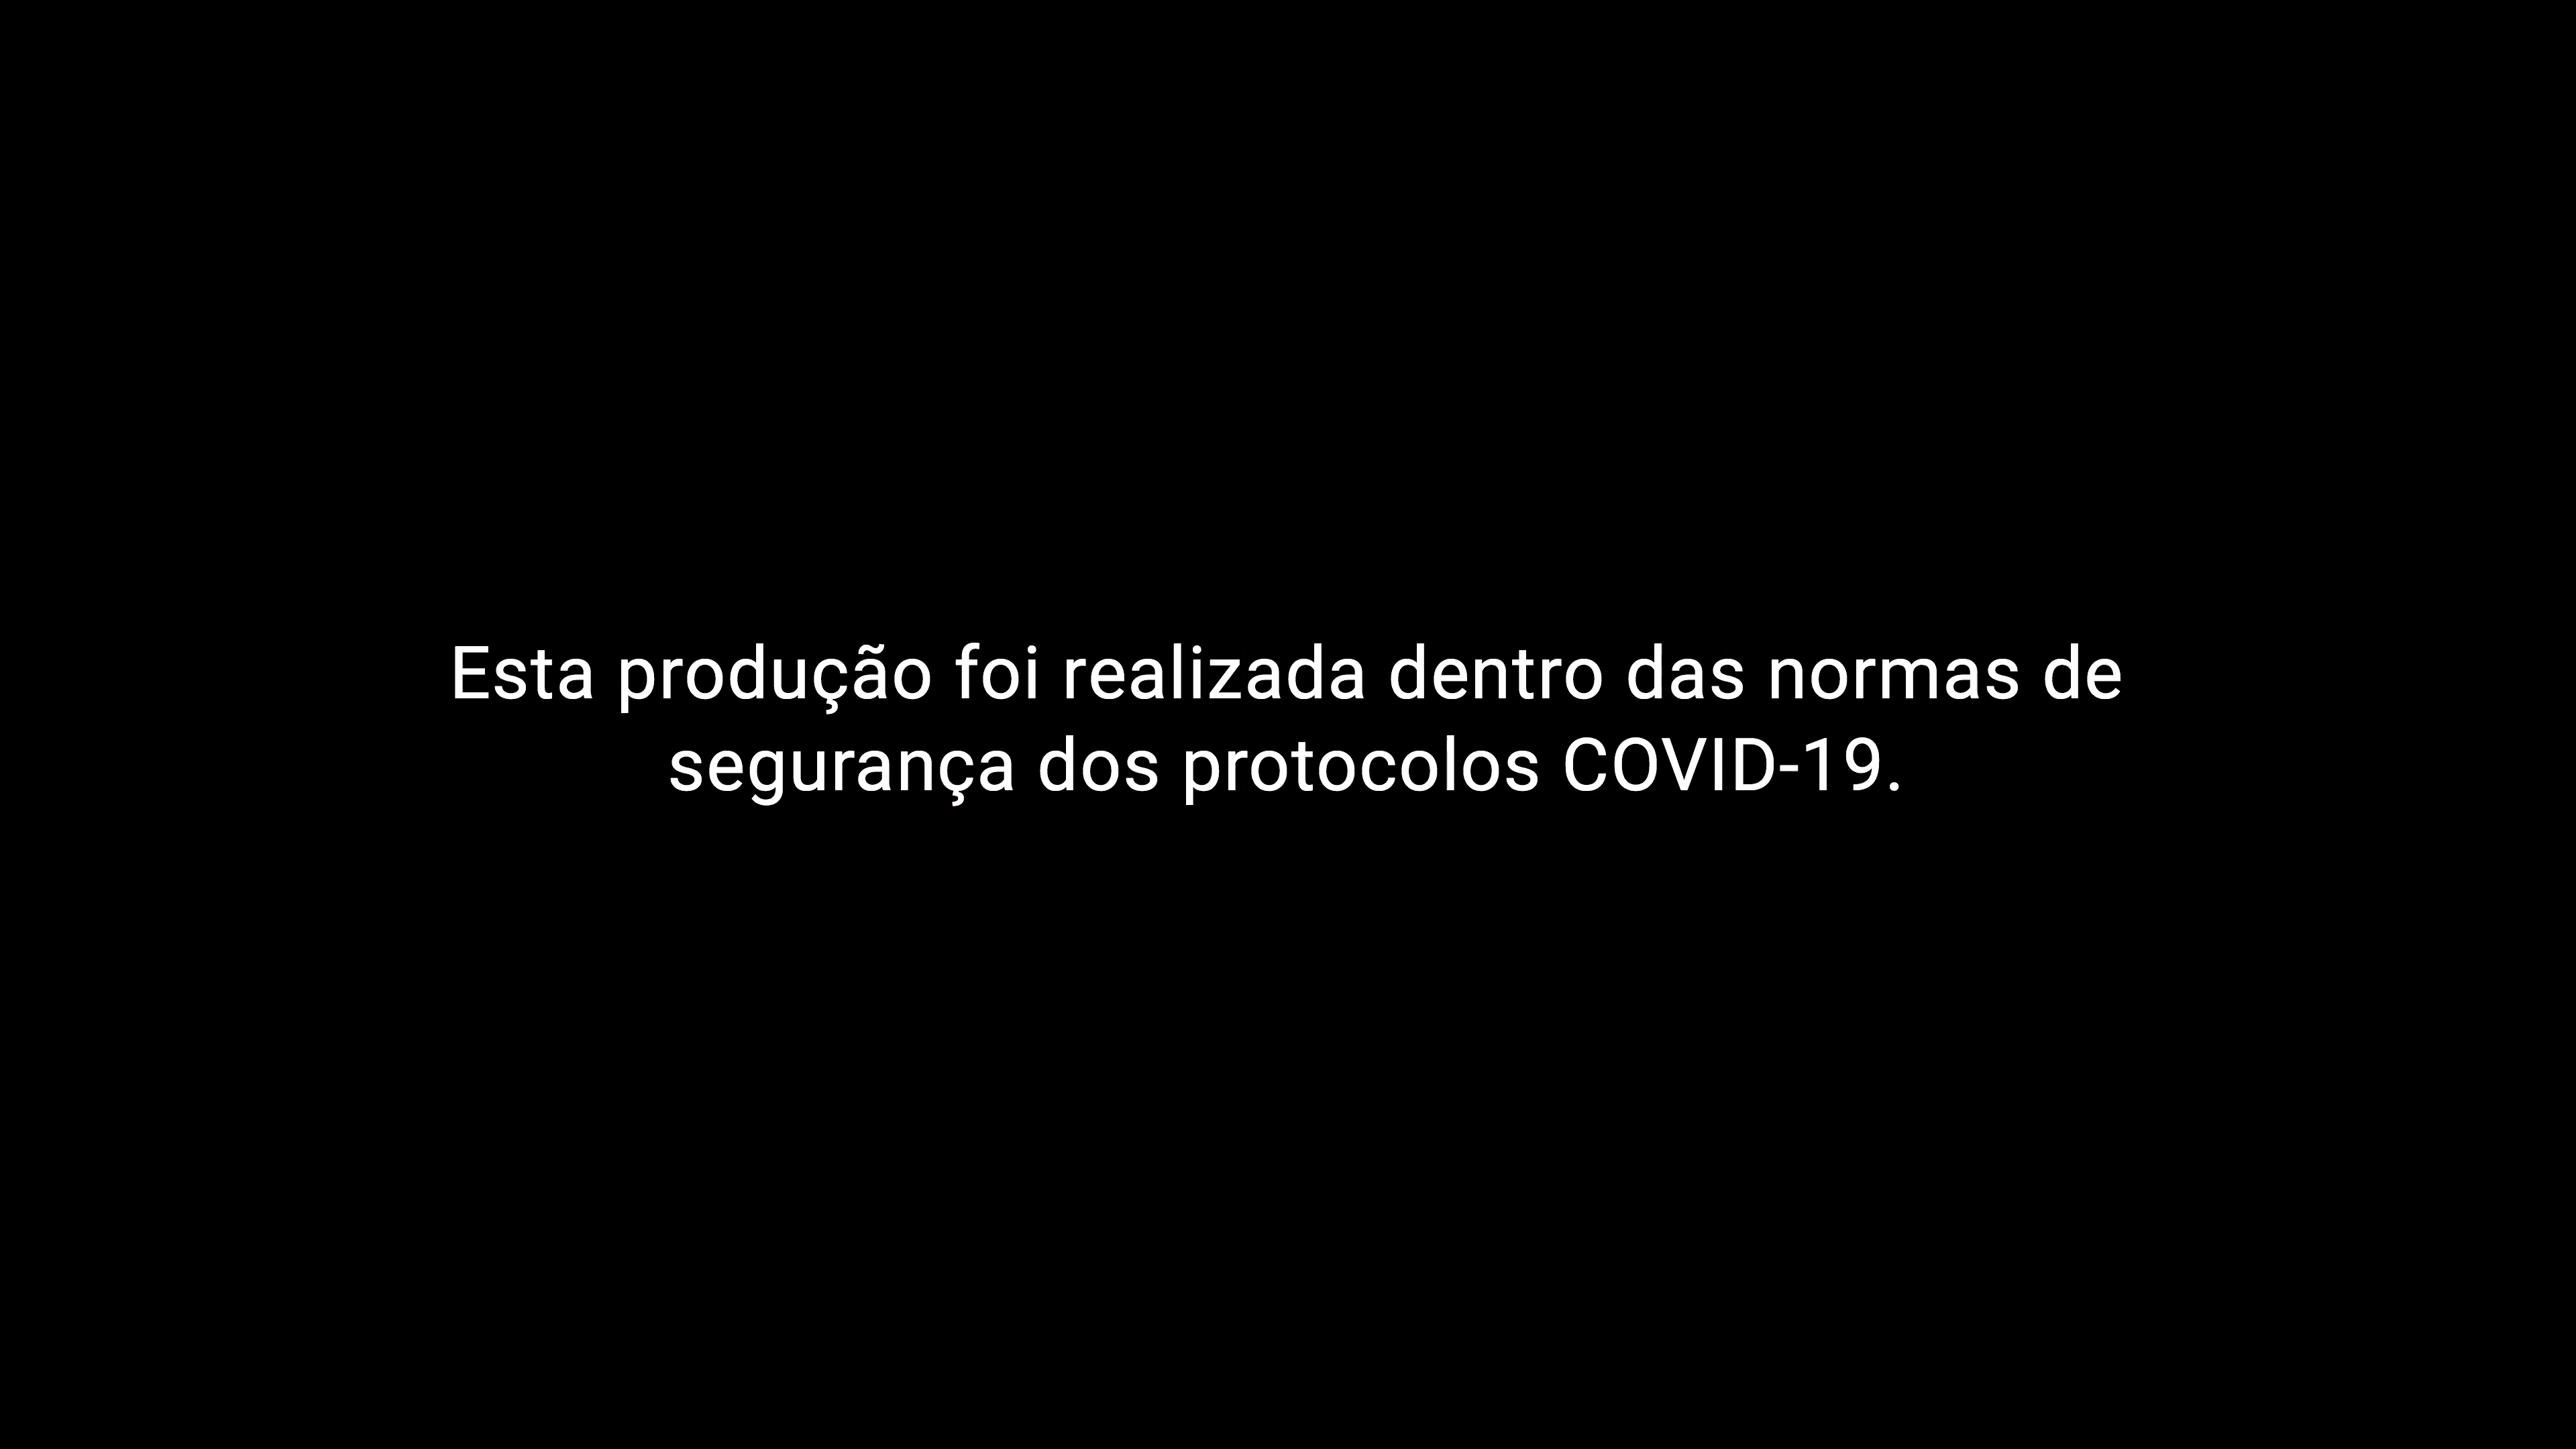 Esta produção foi realizada dentro das normas de
segurança dos protocolos COVID-19.